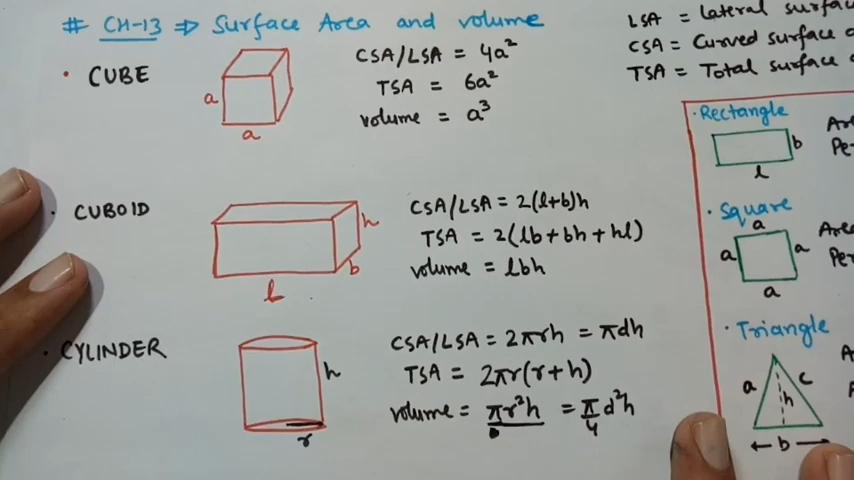 # CH-13 ⇒ Surface Area and volume
• CUBE
a
a
CSA/LSA = 4a²
TSA = 6a²
volume = a³
• CUBOID
h
b
l
CSA/LSA = 2(l+b)h
TSA = 2(lb+bh+hl)
volume = lbh
• CYLINDER
h
r
CSA/LSA = 2πrh = πdh
TSA = 2πr(r+h)
volume = πr²h = π/4 d²h
LSA = Lateral
CSA = Curved surface
TSA = Total surface
• Rectangle
b
l
• Square
a
a
a
a
• Triangle
a
c
h
b